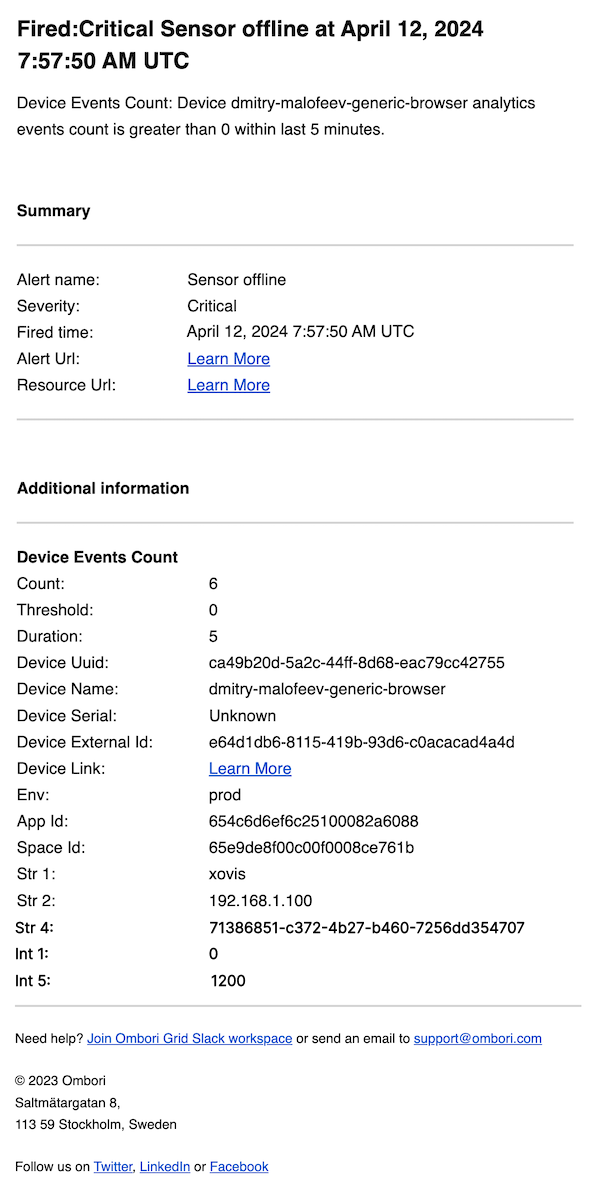 Fired:Critical Sensor offline at April 12, 2024
7:57:50 AM UTC
Device Events Count: Device dmitry-malofeev-generic-browser analytics
events count is greater than 0 within last 5 minutes.
Summary
Alert name: Sensor offline
Severity: Critical
Fired time: April 12, 2024 7:57:50 AM UTC
Alert Url: Learn More
Resource Url: Learn More
Additional information
Device Events Count
Count: 6
Threshold: 0
Duration: 5
Device Uuid: ca49b20d-5a2c-44ff-8d68-eac79cc42755
Device Name: dmitry-malofeev-generic-browser
Device Serial: Unknown
Device External Id: e64d1db6-8115-419b-93d6-c0acacad4a4d
Device Link: Learn More
Env: prod
App Id: 654c6d6ef6c25100082a6088
Space Id: 65e9de8f00c00f0008ce761b
Str 1: xovis
Str 2: 192.168.1.100
Str 4: 71386851-c372-4b27-b460-7256dd354707
Int 1: 0
Int 5: 1200
Need help? Join Ombori Grid Slack workspace or send an email to support@ombori.com
© 2023 Ombori
Saltmätargatan 8,
113 59 Stockholm, Sweden
Follow us on Twitter, LinkedIn or Facebook